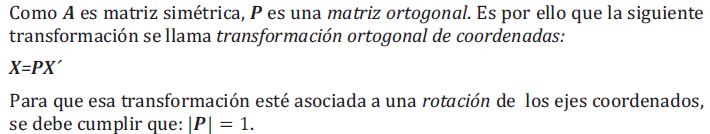 Como A es matriz simétrica, P es una matriz ortogonal. Es por ello que la siguiente
transformación se llama transformación ortogonal de coordenadas:
X=PX´
Para que esa transformación esté asociada a una rotación de los ejes coordenados,
se debe cumplir que: |P| = 1.